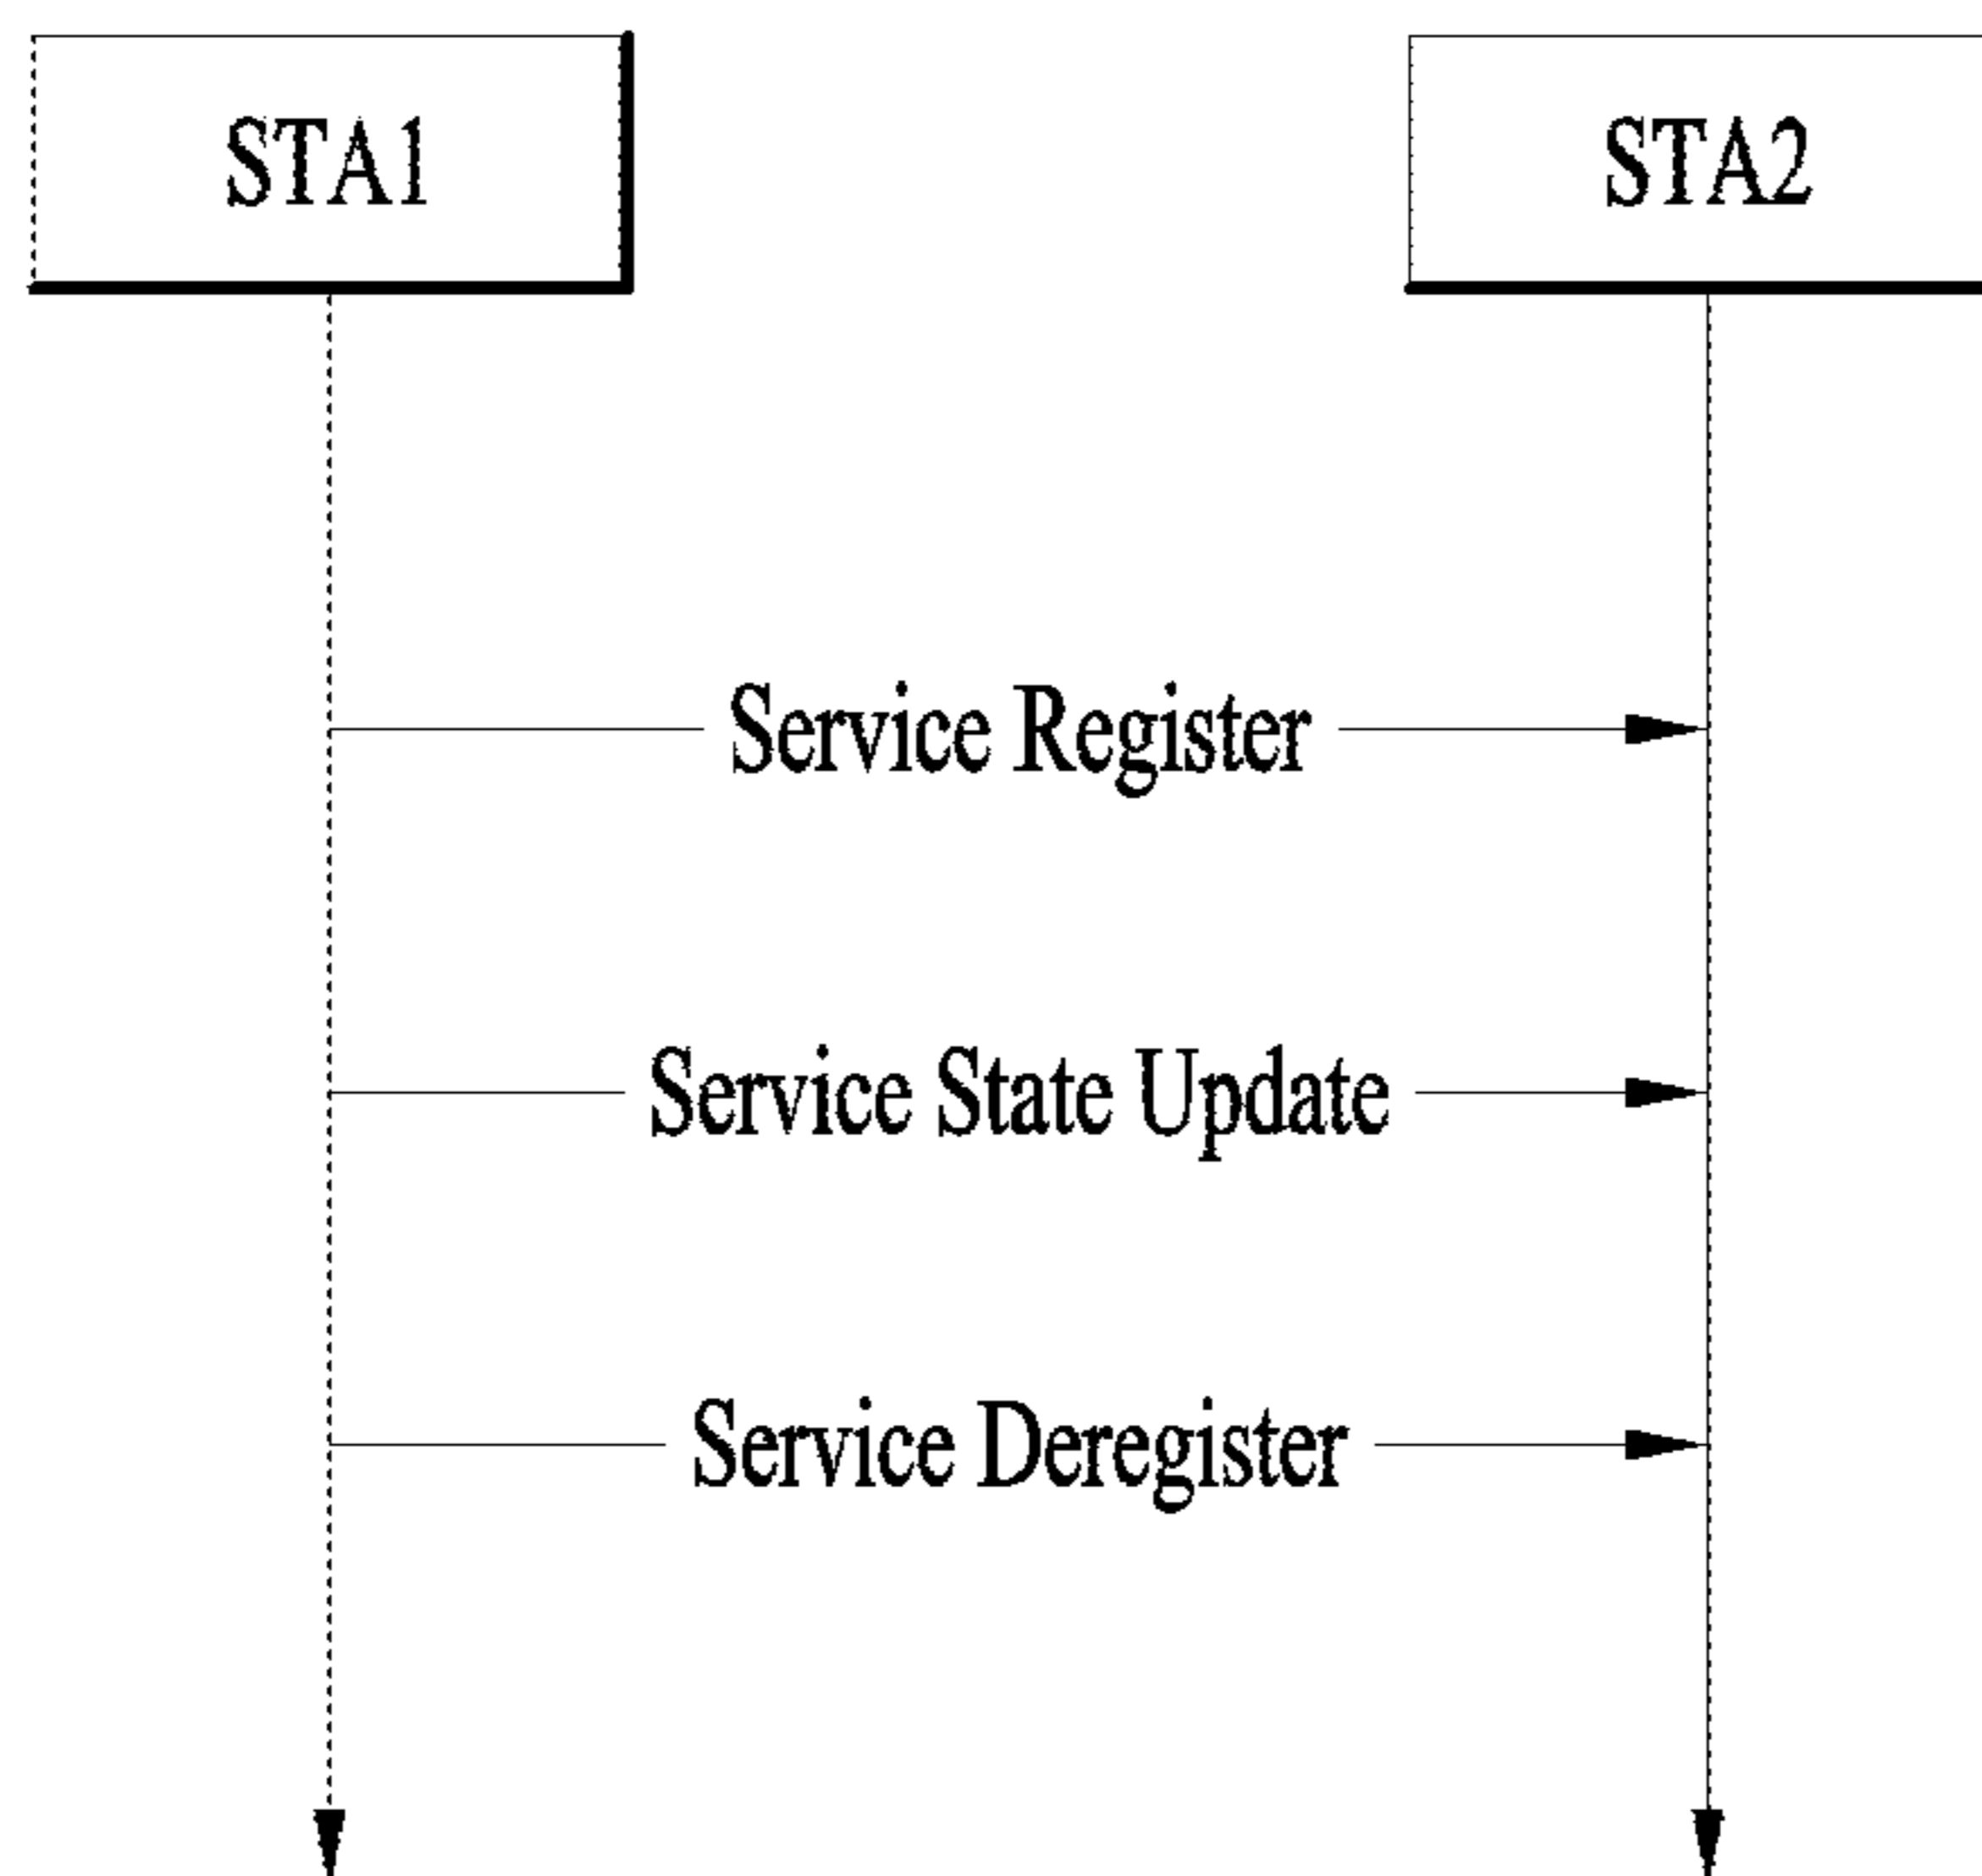 STA1
STA2
Service Register
Service State Update
Service Deregister